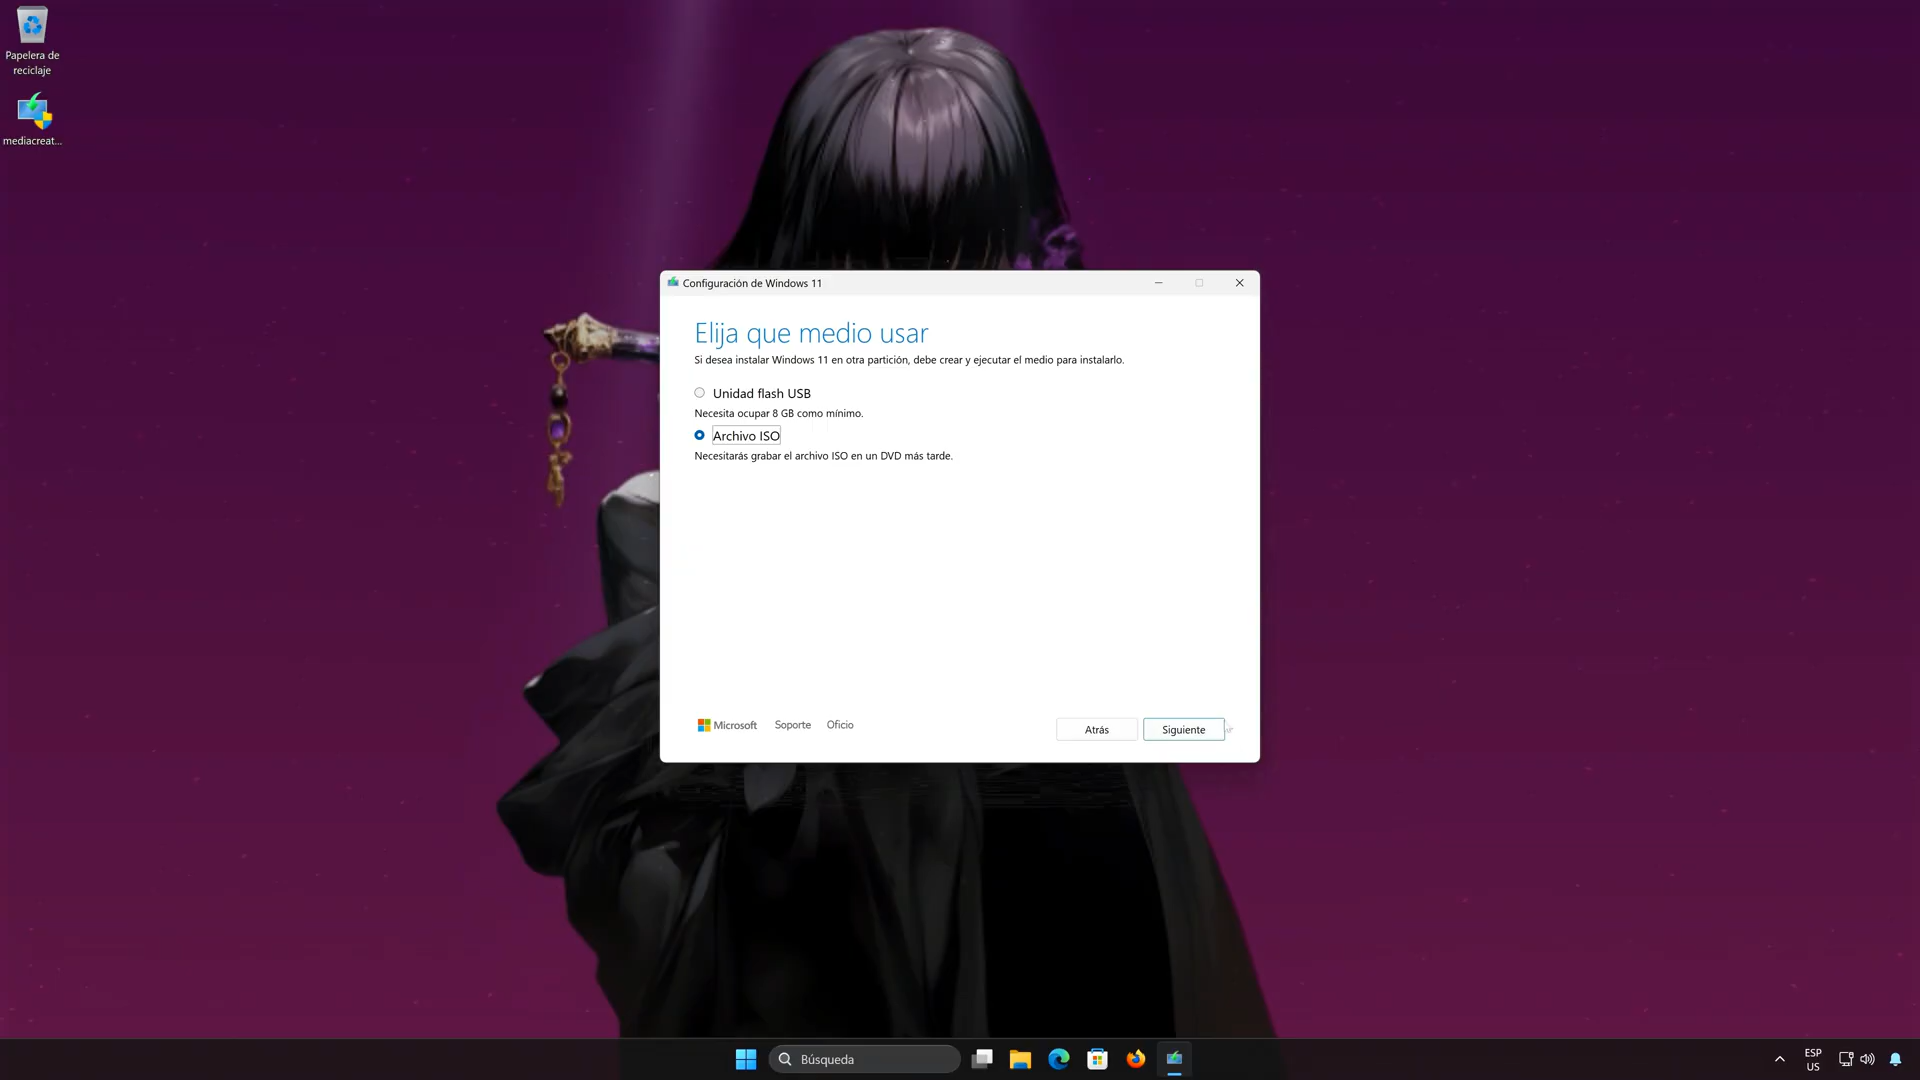 Papelera de
reciclaje
mediacreat...
Configuración de Windows 11
Elija que medio usar
Si desea instalar Windows 11 en otra partición, debe crear y ejecutar el medio para instalarlo.
Unidad flash USB
Necesita ocupar 8 GB como mínimo.
Archivo ISO
Necesitarás grabar el archivo ISO en un DVD más tarde.
Microsoft
Soporte
Oficio
Atrás
Siguiente
Búsqueda
ESP
US